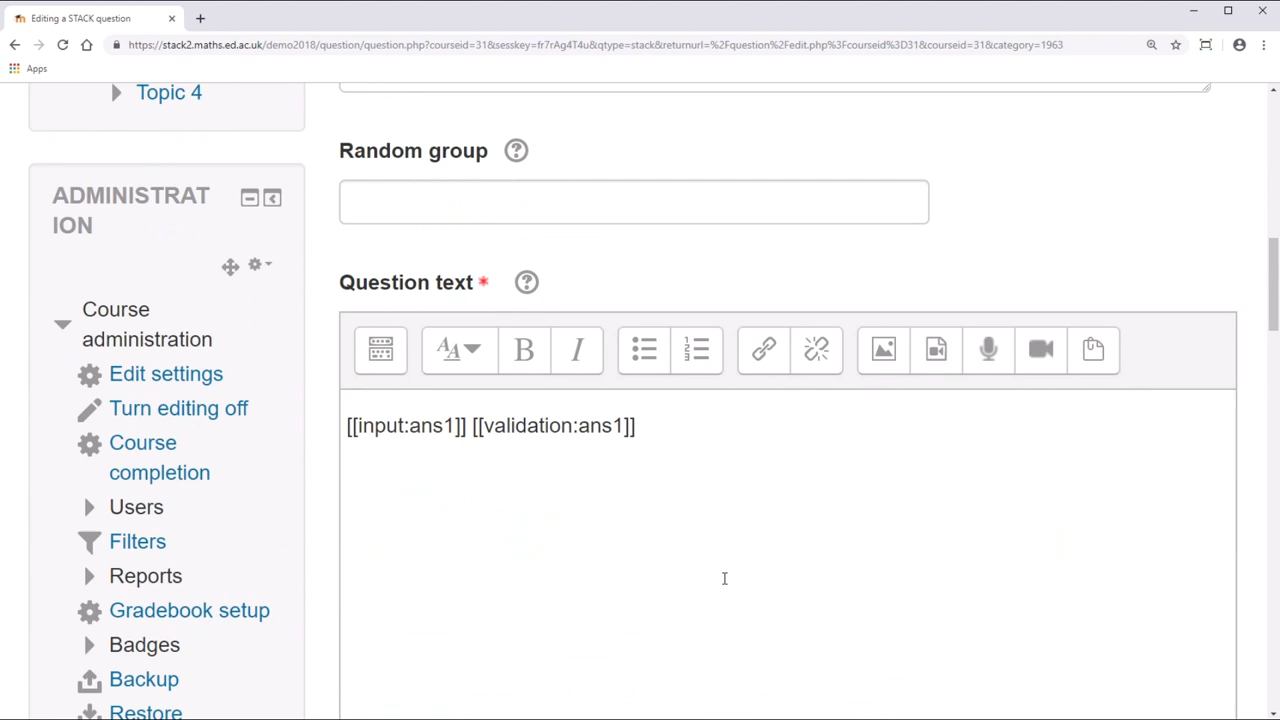 Editing a STACK question
https://stack2.maths.ed.ac.uk/demo2018/question/question.php?courseid=31&sesskey=fr7rAg4T4u&qtype=stack&returnurl=%2Fquestion%2Fedit.php%3Fcourseid%3D31&courseid=31&category=1963
Apps
Topic 4
ADMINISTRAT
ION
Course
administration
Edit settings
Turn editing off
Course
completion
Users
Filters
Reports
Gradebook setup
Badges
Backup
Restore
Random group
Question text *
[[input:ans1]] [[validation:ans1]]